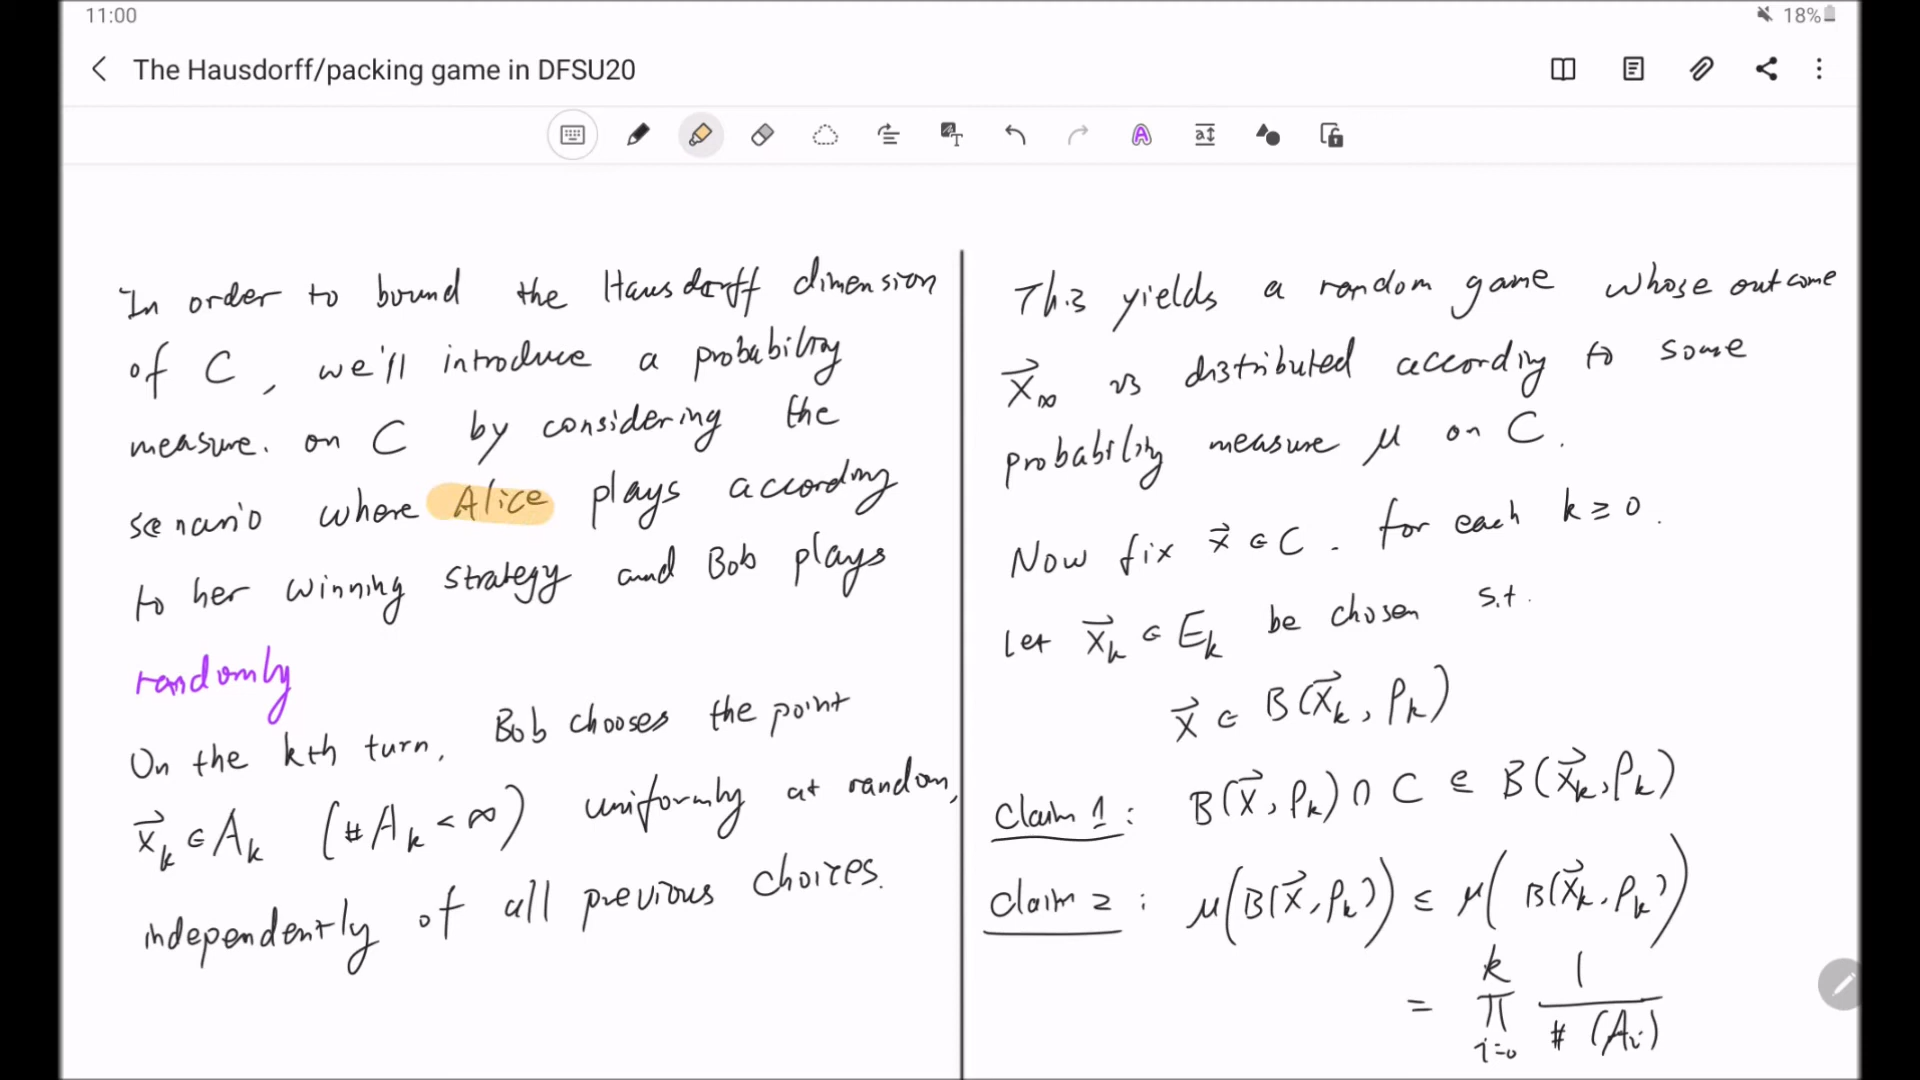 11:00
18%
The Hausdorff/packing game in DFSU20
In order to bound the Hausdorff dimension
of C, we'll introduce a probability
measure. on C by considering the
scenario where Alice plays according
to her winning strategy and Bob plays
randomly
On the kth turn, Bob chooses the point
x⃗_k ∈ A_k (#A_k < ∞) uniformly at random,
independently of all previous choices.
This yields a random game whose outcome
x⃗_∞ is distributed according to some
probability measure μ on C.
Now fix x⃗ ∈ C. for each k ≥ 0.
Let x⃗_k ∈ E_k be chosen s.t.
x⃗ ∈ B(x⃗_k, ρ_k)
Claim 1: B(x⃗, ρ_k) ∩ C ⊆ B(x⃗_k, ρ_k)
Claim 2: μ(B(x⃗, ρ_k)) ≤ μ(B(x⃗_k, ρ_k))
= ∏_{i=0}^{k} 1/#(A_i)